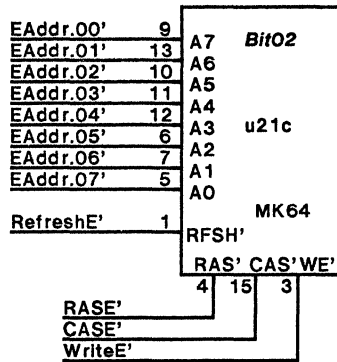 EAddr.00' 9 A7 Bit02
EAddr.01' 13 A6
EAddr.02' 10 A5
EAddr.03' 11 A4
EAddr.04' 12 A3 u21c
EAddr.05' 6 A2
EAddr.06' 7 A1
EAddr.07' 5 A0
MK64
RefreshE' 1 RFSH'
RAS' CAS' WE'
4 15 3
RASE'
CASE'
WriteE'